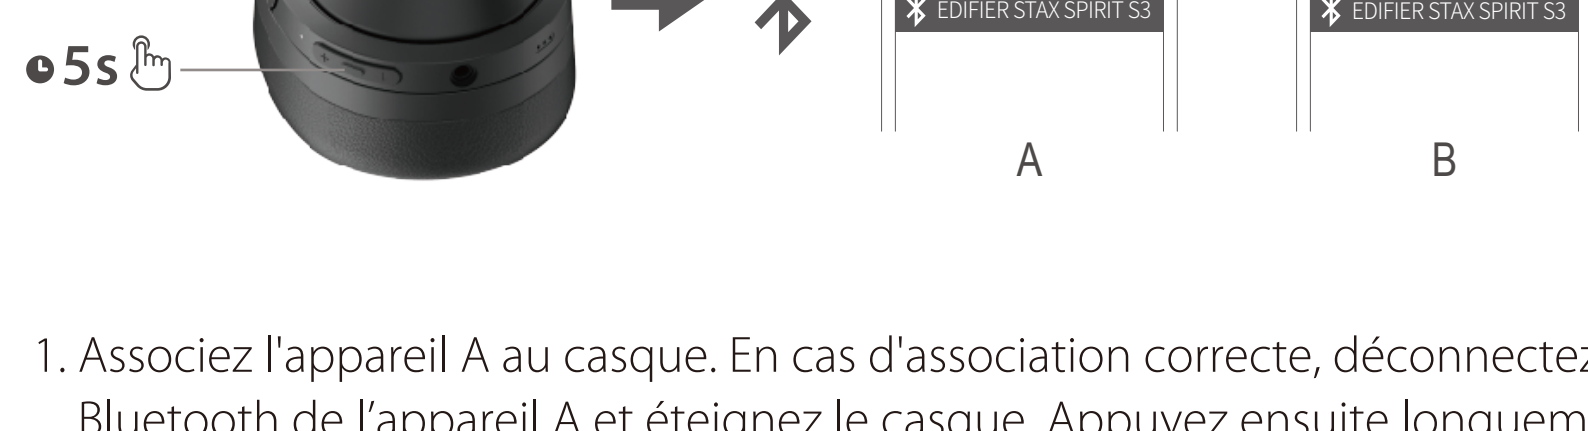 EDIFIER STAX SPIRIT S3
EDIFIER STAX SPIRIT S3
5s
A
B
1. Associez l'appareil A au casque. En cas d'association correcte, déconnectez
Bluetooth de l’appareil A et éteignez le casque. Appuyez ensuite